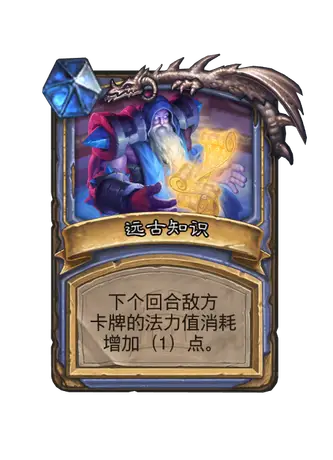 远古知识
下个回合敌方
卡牌的法力值消耗
增加（1）点。